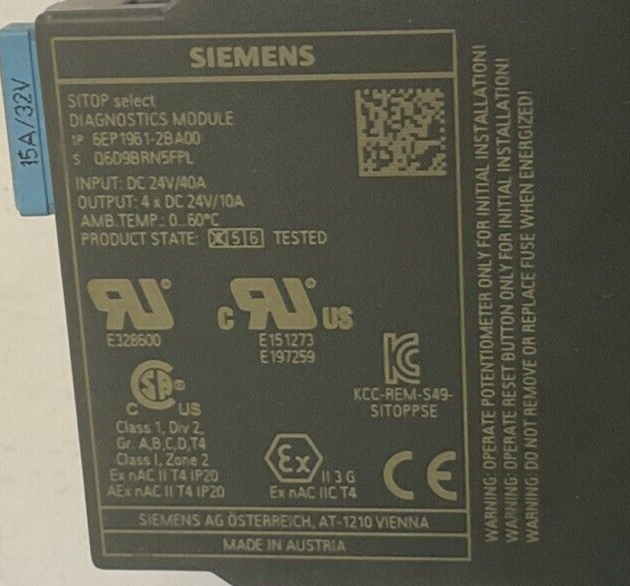 15A/32V
SIEMENS
SITOP select
DIAGNOSTICS MODULE
1P 6EP1961-2BA00
S Q6D9BRN5FPL
INPUT: DC 24V/40A
OUTPUT: 4 x DC 24V/10A
AMB.TEMP.: 0...60°C
PRODUCT STATE: X 5 6 TESTED
E328600
C US
E151273
E197259
KCC-REM-S49-
SITOPPSE
SA ®
C US
Class 1, Div 2,
Gr. A,B,C,D,T4
Class I, Zone 2
Ex nAC II T4 IP20
AEx nAC II T4 IP20
Ex II 3 G
Ex nAC IIC T4
CE
SIEMENS AG ÖSTERREICH, AT-1210 VIENNA
MADE IN AUSTRIA
WARNING: OPERATE POTENTIOMETER ONLY FOR INITIAL INSTALLATION!
WARNING: OPERATE RESET BUTTON ONLY FOR INITIAL INSTALLATION!
WARNING: DO NOT REMOVE OR REPLACE FUSE WHEN ENERGIZED!